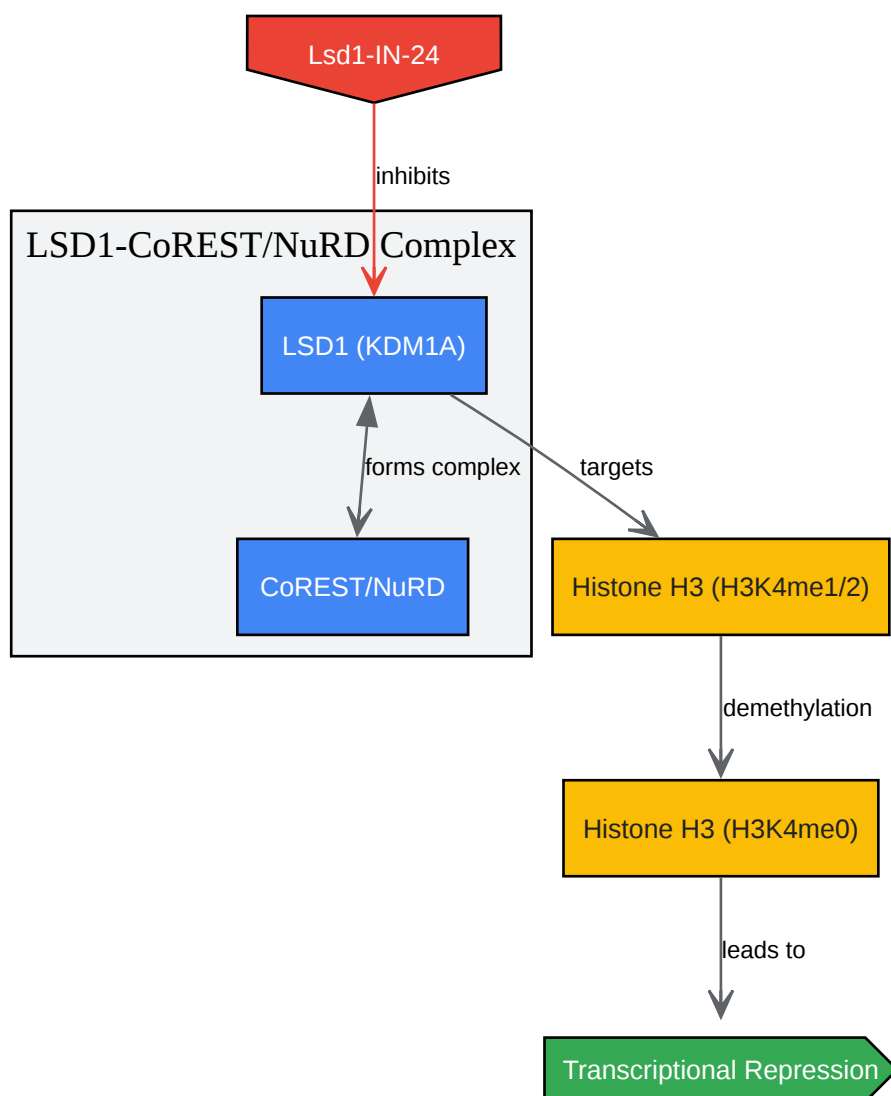 Lsd1-IN-24
inhibits
LSD1-CoREST/NuRD Complex
LSD1 (KDM1A)
forms complex
targets
CoREST/NuRD
Histone H3 (H3K4me1/2)
demethylation
Histone H3 (H3K4me0)
leads to
Transcriptional Repression